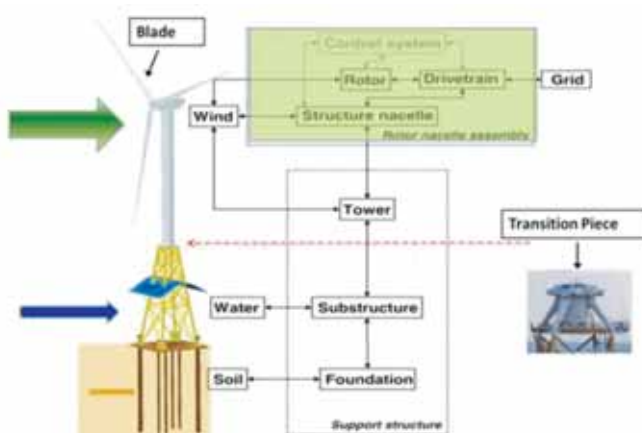 Blade
Control system
Rotor
Drivetrain
Grid
Wind
Structure nacelle
Rotor nacelle assembly
Tower
Transition Piece
Water
Substructure
Soil
Foundation
Support structure